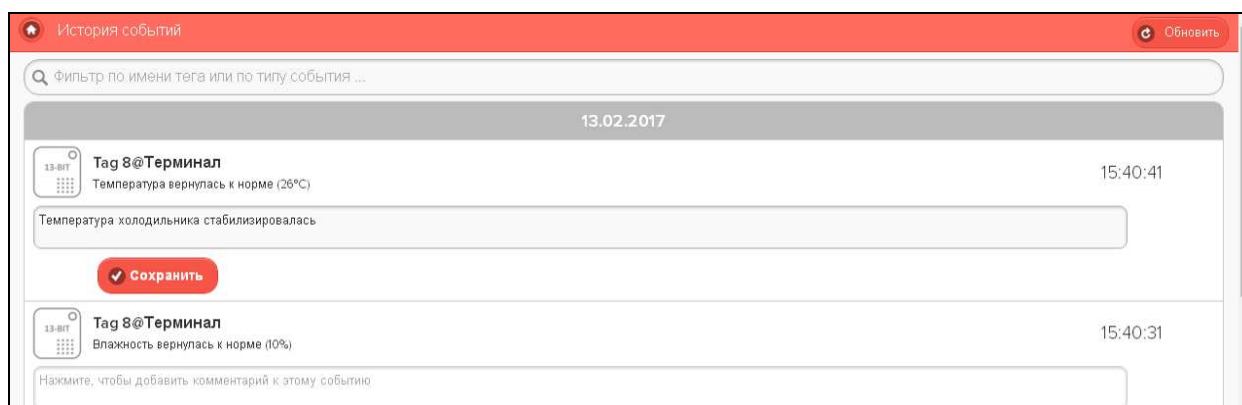 История событий
Обновить
Фильтр по имени тега или по типу события ...
13.02.2017
13-BIT
Tag 8@Терминал
Температура вернулась к норме (26°C)
15:40:41
Температура холодильника стабилизировалась
Сохранить
13-BIT
Tag 8@Терминал
Влажность вернулась к норме (10%)
15:40:31
Нажмите, чтобы добавить комментарий к этому событию